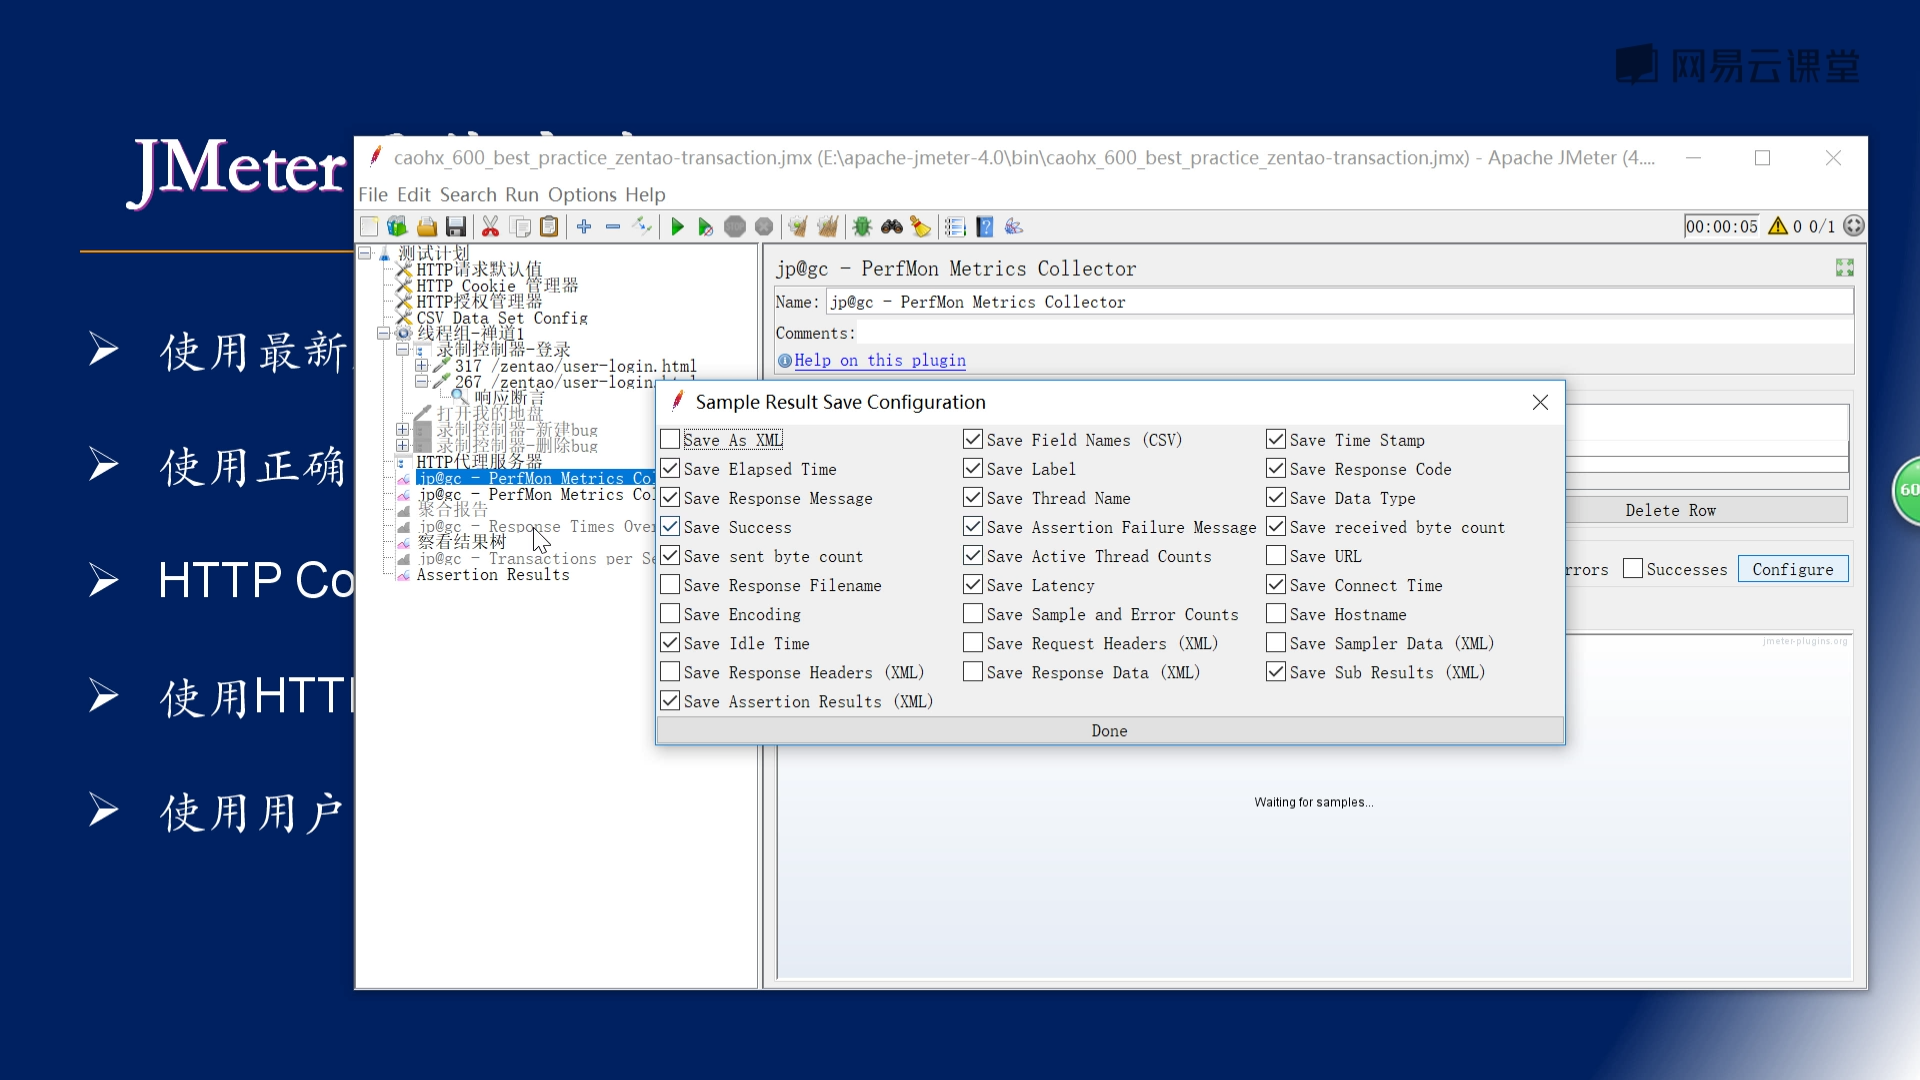 网易云课堂
JMeter
使用最新
使用正确
HTTP Co
使用HTTP
使用用户
caohx_600_best_practice_zentao-transaction.jmx (E:\apache-jmeter-4.0\bin\caohx_600_best_practice_zentao-transaction.jmx) - Apache JMeter (4....
File Edit Search Run Options Help
00:00:05 0 0/1
测试计划
HTTP请求默认值
HTTP Cookie 管理器
HTTP授权管理器
CSV Data Set Config
线程组-禅道1
录制控制器-登录
317 /zentao/user-login.html
267 /zentao/user-login.html
响应断言
打开我的地盘
录制控制器-新建bug
录制控制器-删除bug
HTTP代理服务器
jp@gc - PerfMon Metrics Co
jp@gc - PerfMon Metrics Co
聚合报告
jp@gc - Response Times Over
察看结果树
jp@gc - Transactions per Se
Assertion Results
jp@gc - PerfMon Metrics Collector
Name: jp@gc - PerfMon Metrics Collector
Comments:
Help on this plugin
Delete Row
rrors Successes Configure
jmeter-plugins.org
Waiting for samples...
Sample Result Save Configuration
Save As XML Save Field Names (CSV) Save Time Stamp
Save Elapsed Time Save Label Save Response Code
Save Response Message Save Thread Name Save Data Type
Save Success Save Assertion Failure Message Save received byte count
Save sent byte count Save Active Thread Counts Save URL
Save Response Filename Save Latency Save Connect Time
Save Encoding Save Sample and Error Counts Save Hostname
Save Idle Time Save Request Headers (XML) Save Sampler Data (XML)
Save Response Headers (XML) Save Response Data (XML) Save Sub Results (XML)
Save Assertion Results (XML)
Done
60